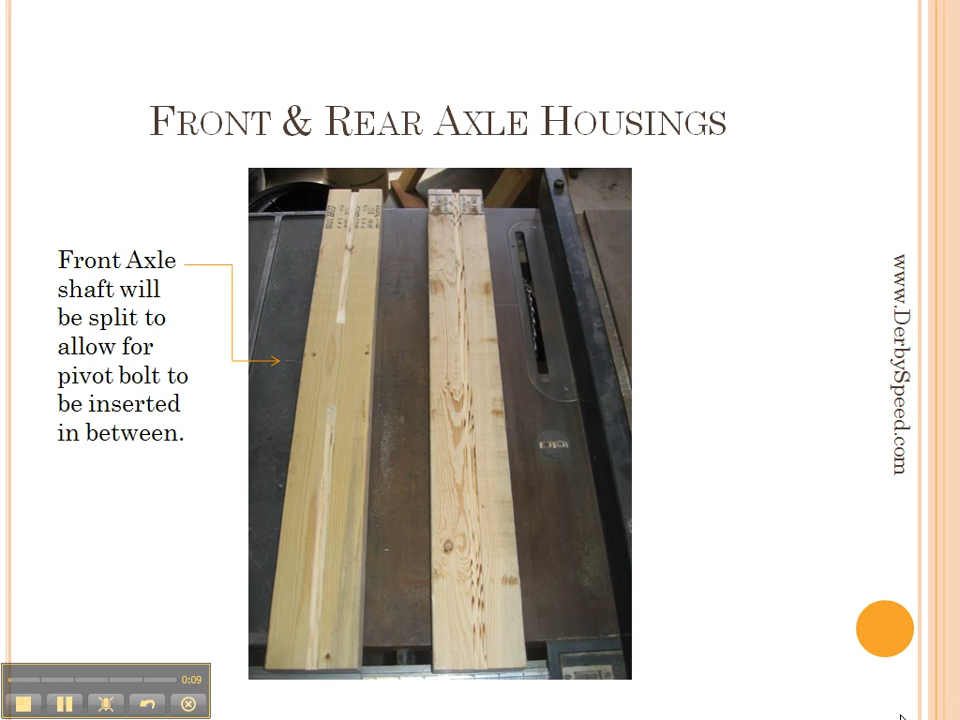 Front & Rear Axle Housings
Front Axle
shaft will
be split to
allow for
pivot bolt to
be inserted
in between.
www.DerbySpeed.com
0:09